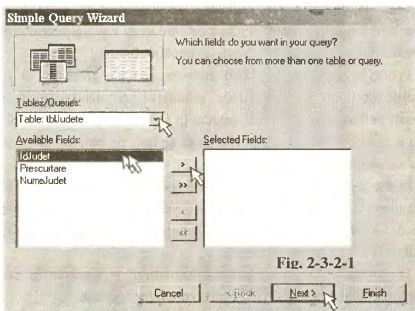 Simple Query Wizard
Which fields do you want in your query?
You can choose from more than one table or query.
Tables/Queries:
Table: tblJudete
Available Fields:
Selected Fields:
IdJudet
Prescurtare
NumeJudet
>
>>
<
<<
Fig. 2-3-2-1
Cancel
< Back
Next >
Finish